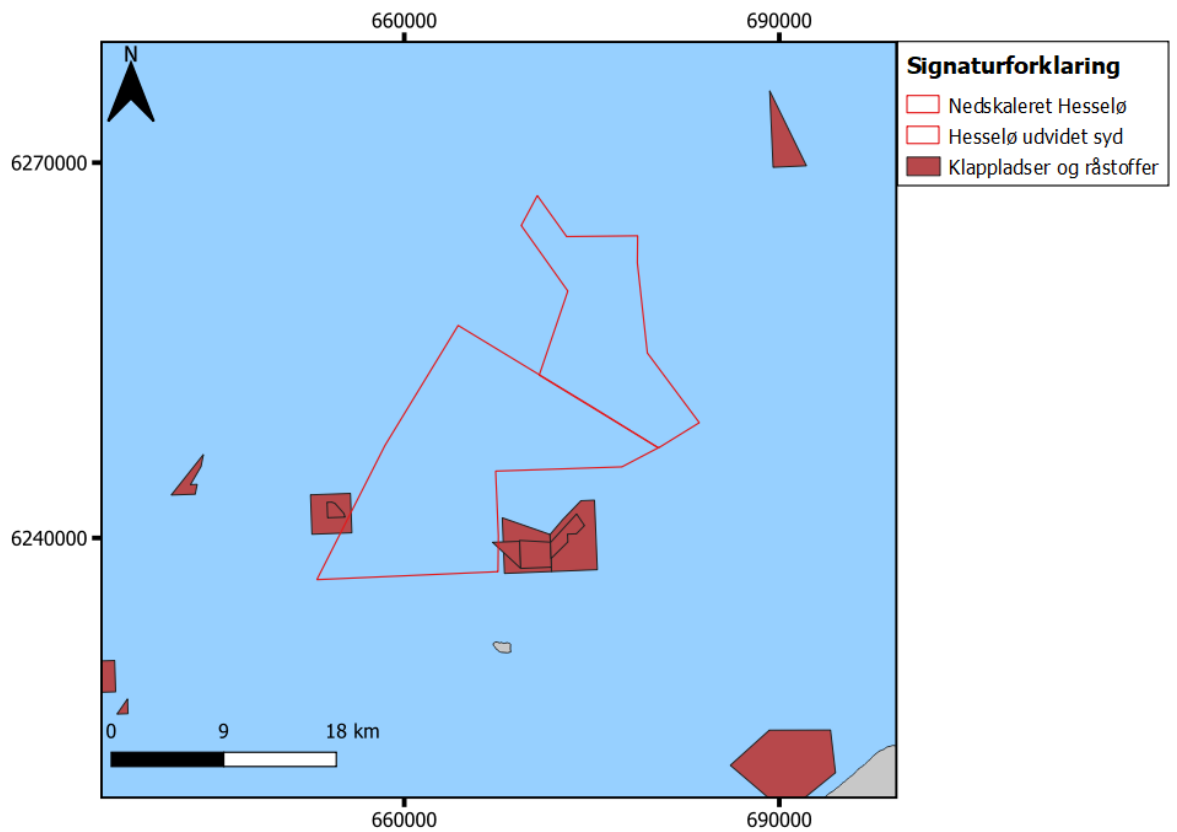 660000
690000
N
Signaturforklaring
Nedskaleret Hesselø
Hesselø udvidet syd
Klappladser og råstoffer
6270000
6240000
0
9
18 km
660000
690000